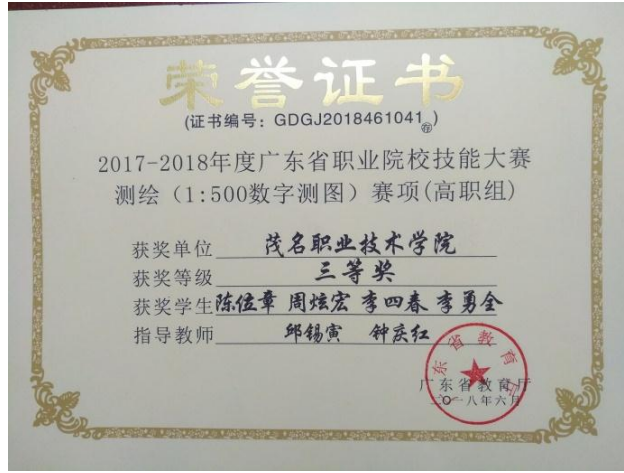 荣誉证书
(证书编号：GDGJ2018461041)
2017-2018年度广东省职业院校技能大赛
测绘（1:500数字测图）赛项(高职组)
获奖单位 茂名职业技术学院
获奖等级 三等奖
获奖学生 陈位章 周炫宏 李四春 李勇全
指导教师 邱锡寅 钟庆红
广东省教育厅
二〇一八年六月